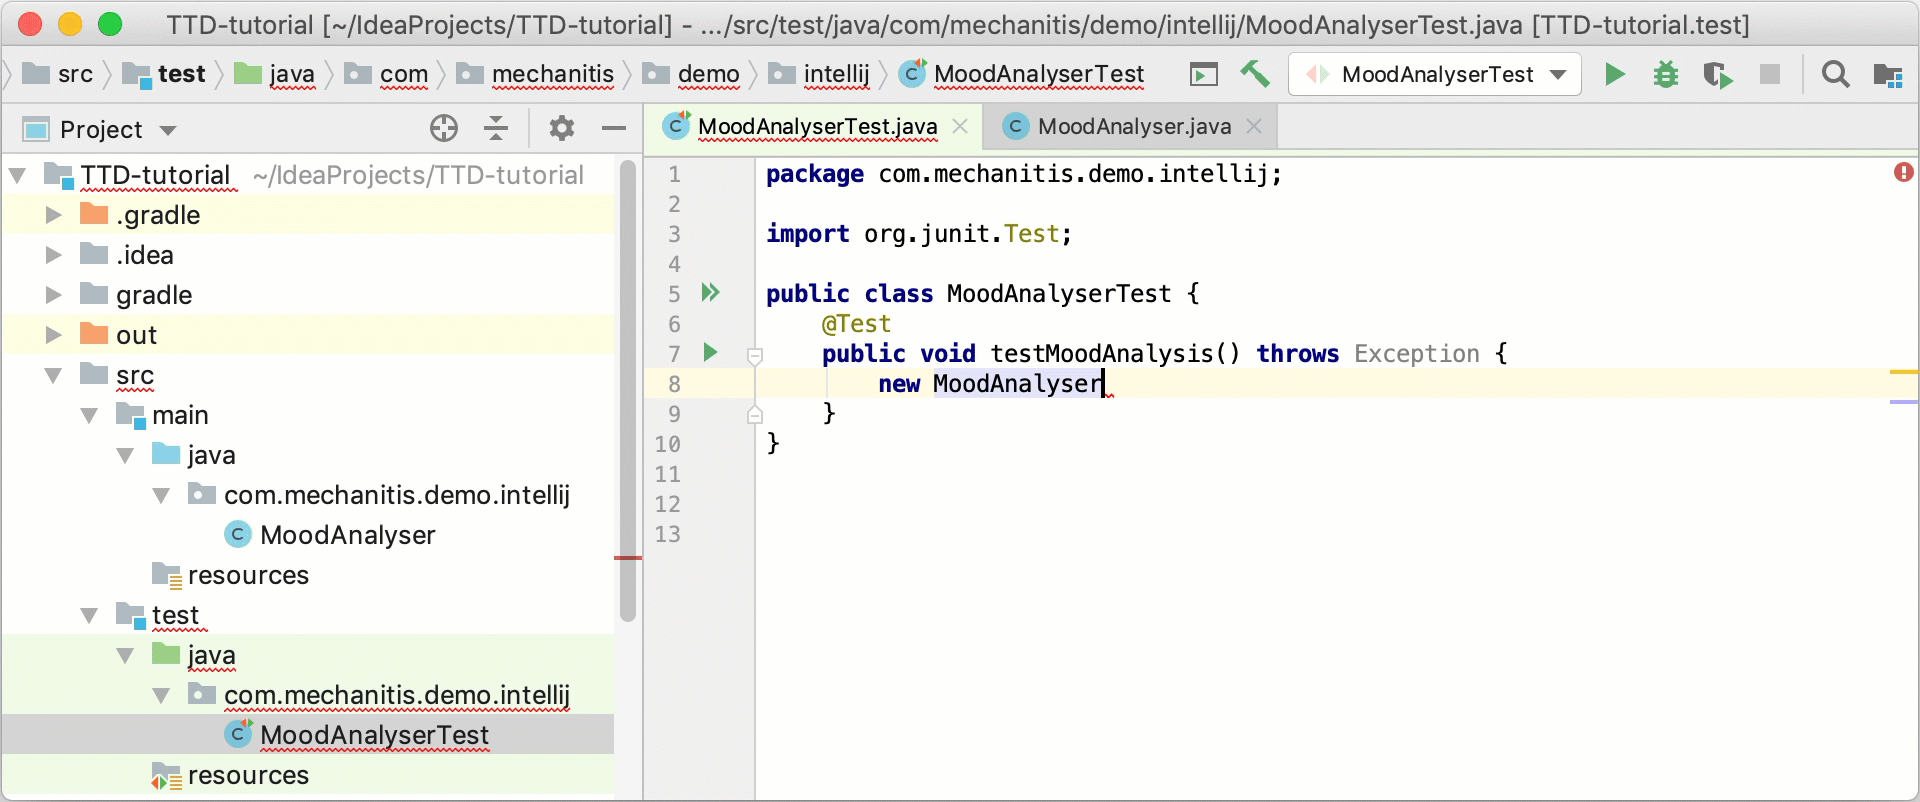 TTD-tutorial [~/IdeaProjects/TTD-tutorial] - .../src/test/java/com/mechanitis/demo/intellij/MoodAnalyserTest.java [TTD-tutorial.test]
src test java com mechanitis demo intellij MoodAnalyserTest MoodAnalyserTest
Project
MoodAnalyserTest.java MoodAnalyser.java
TTD-tutorial ~/IdeaProjects/TTD-tutorial
.gradle
.idea
gradle
out
src
main
java
com.mechanitis.demo.intellij
MoodAnalyser
resources
test
java
com.mechanitis.demo.intellij
MoodAnalyserTest
resources
1 package com.mechanitis.demo.intellij;
2
3 import org.junit.Test;
4
5 public class MoodAnalyserTest {
6 @Test
7 public void testMoodAnalysis() throws Exception {
8 new MoodAnalyser
9 }
10 }
11
12
13